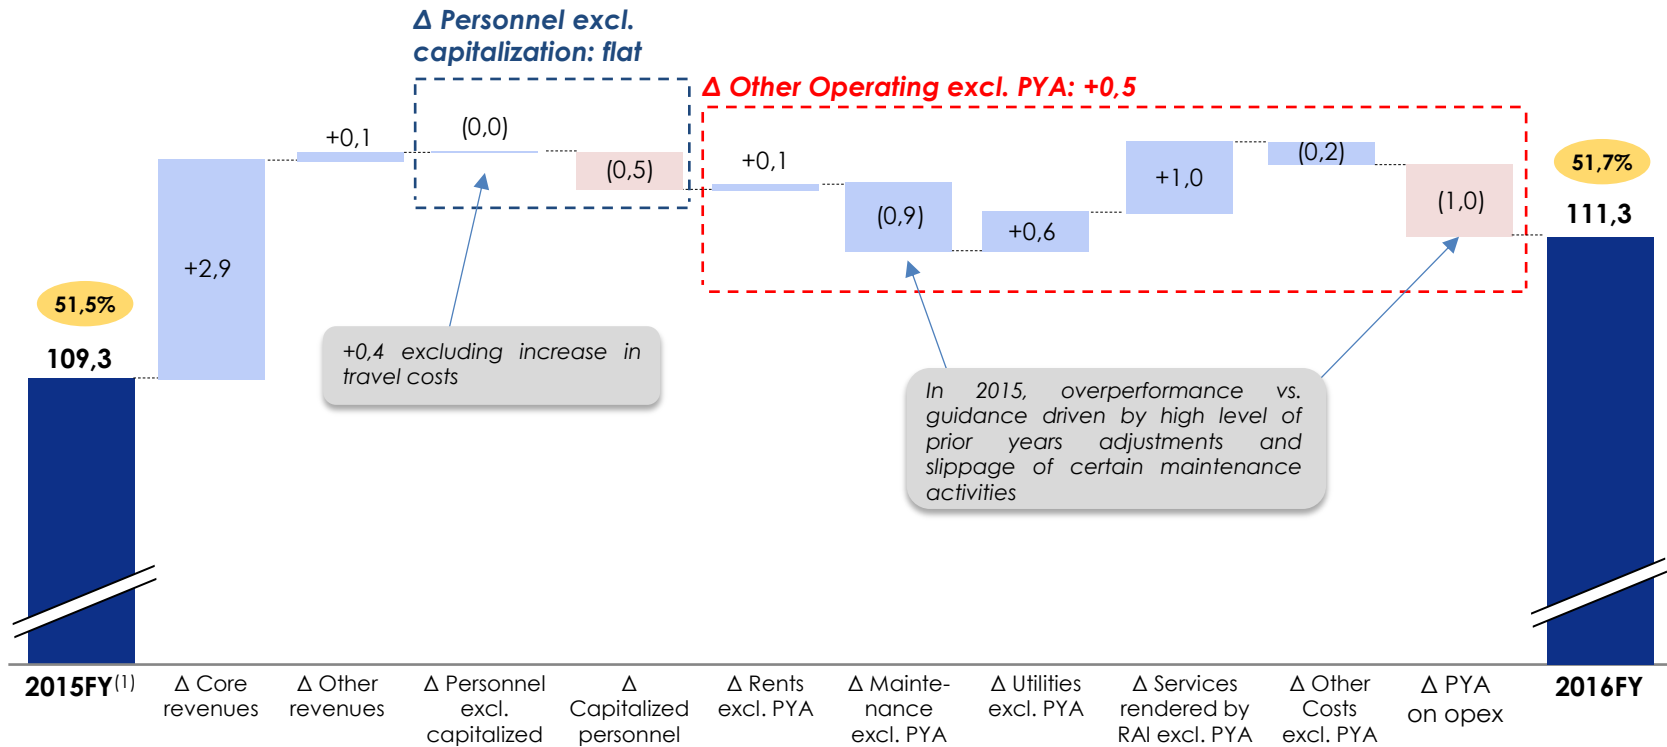 Δ Personnel excl.
capitalization: flat
Δ Other Operating excl. PYA: +0,5
51,5%
109,3
+2,9
+0,1
(0,0)
(0,5)
+0,1
(0,9)
+0,6
+1,0
(0,2)
(1,0)
51,7%
111,3
+0,4 excluding increase in
travel costs
In 2015, overperformance vs.
guidance driven by high level of
prior years adjustments and
slippage of certain maintenance
activities
2015FY(1)
Δ Core
revenues
Δ Other
revenues
Δ Personnel
excl.
capitalized
Δ
Capitalized
personnel
Δ Rents
excl. PYA
Δ Mainte-
nance
excl. PYA
Δ Utilities
excl. PYA
Δ Services
rendered by
RAI excl. PYA
Δ Other
Costs
excl. PYA
Δ PYA
on opex
2016FY